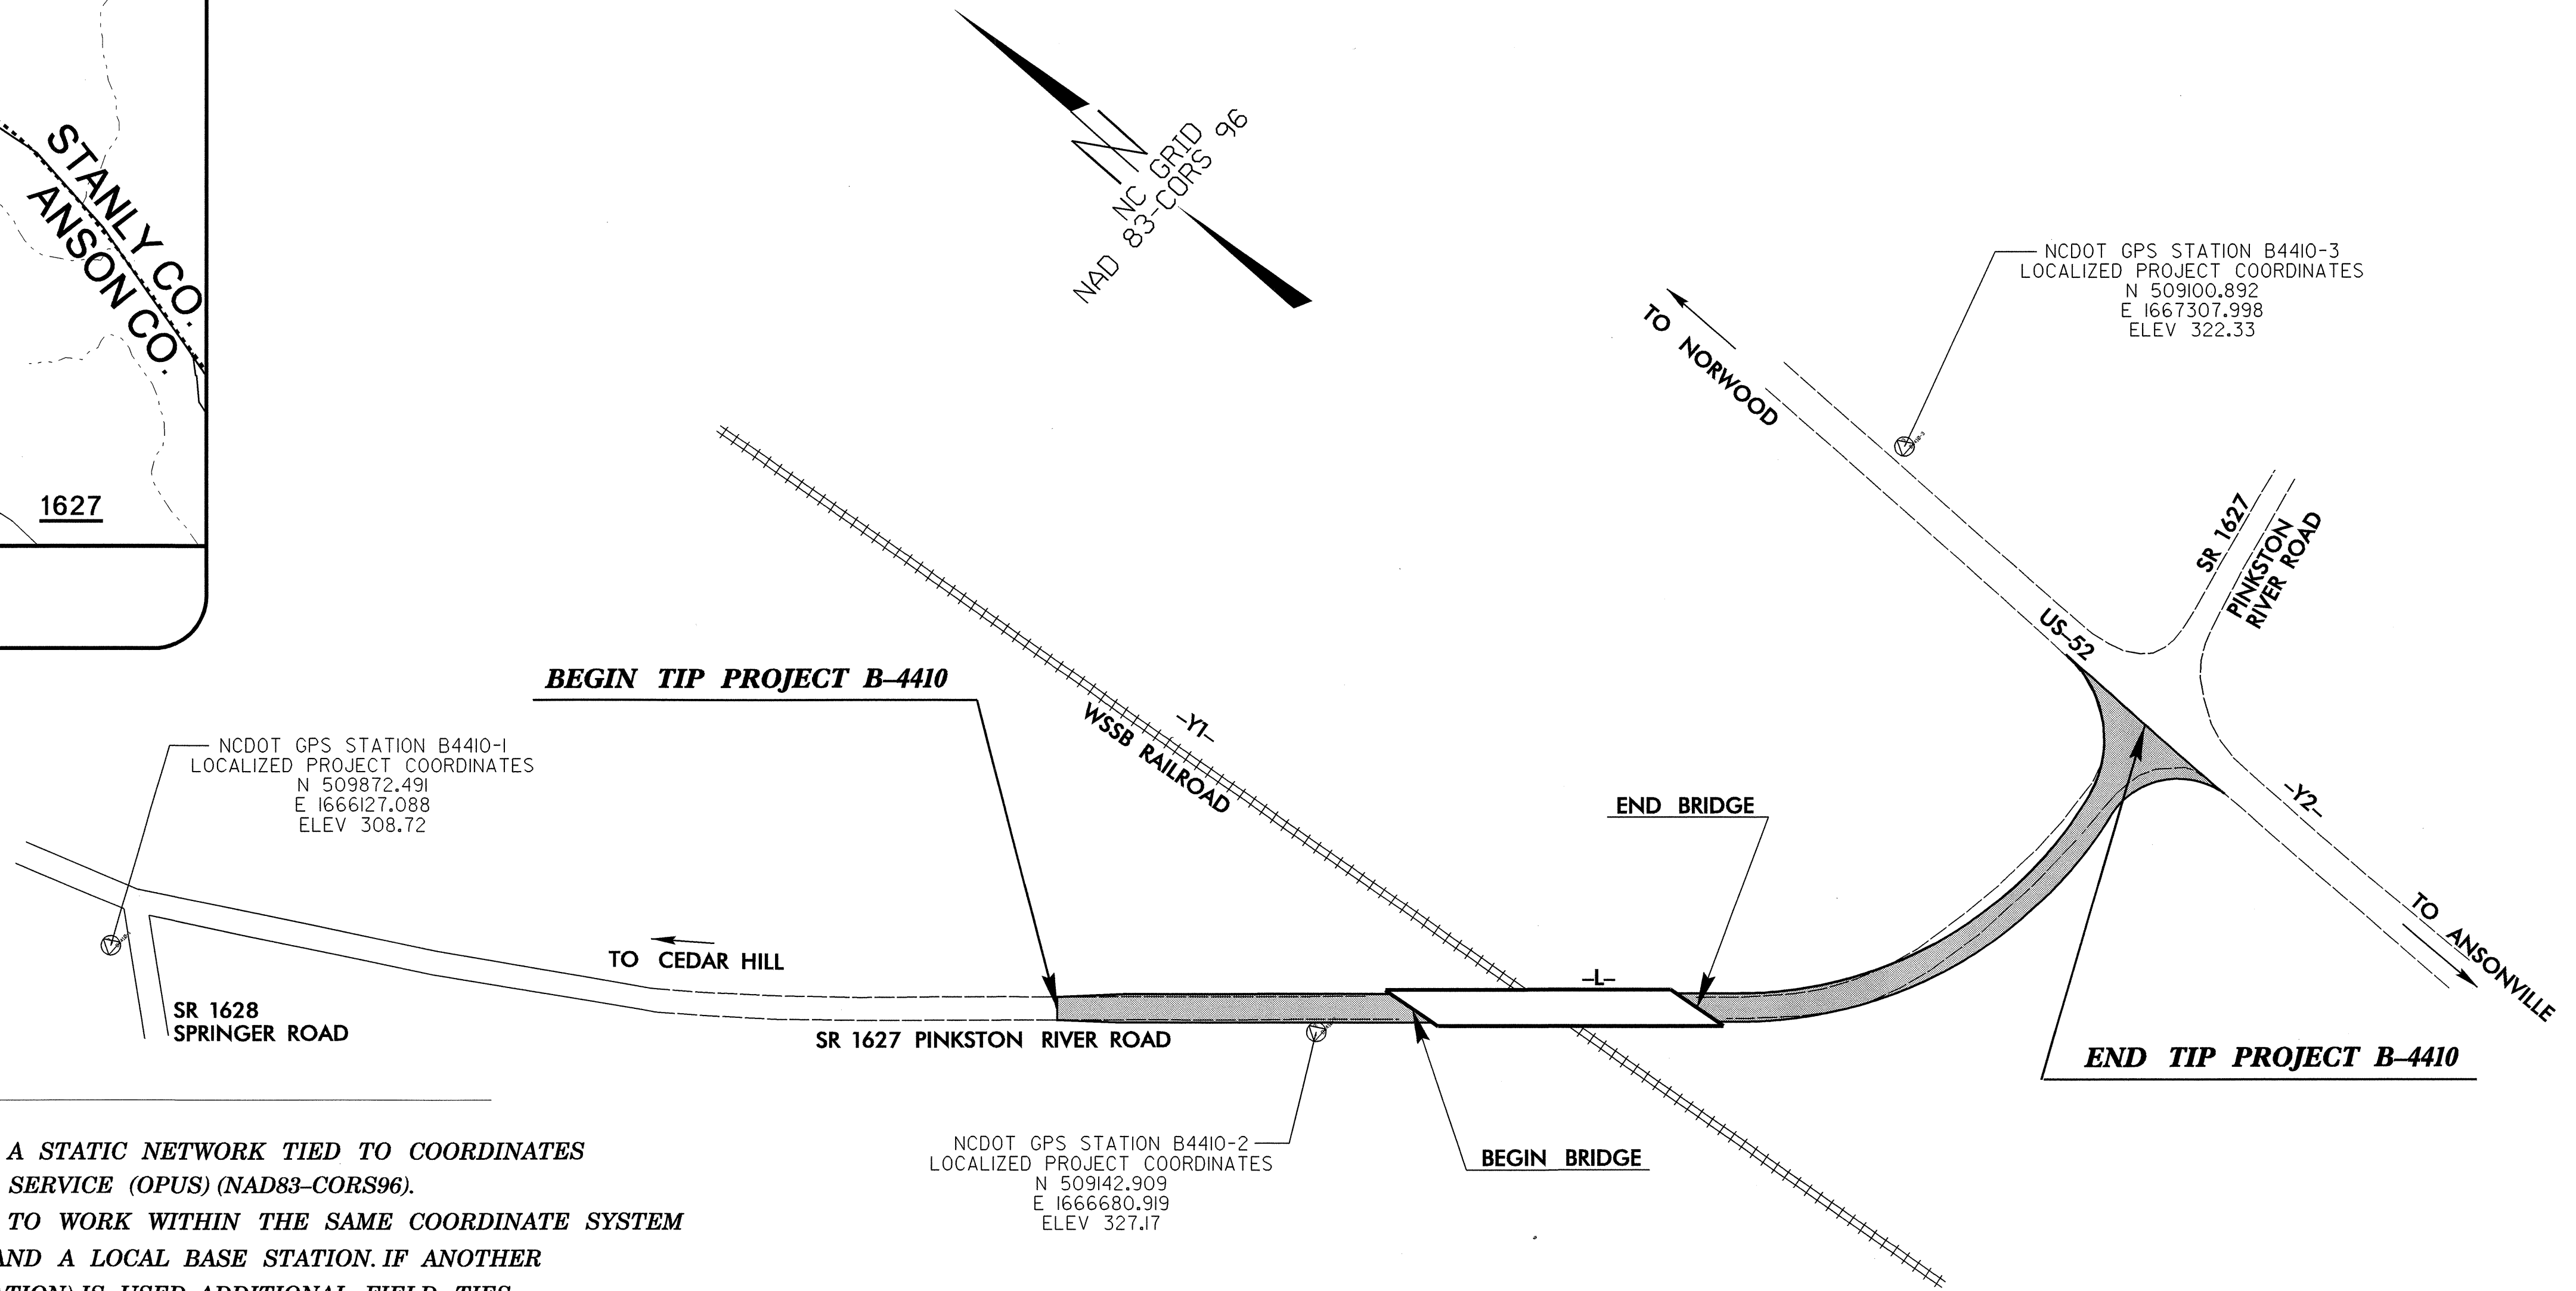 STANLY CO.
ANSON CO.
1627
N
NC GRID
NAD 83-CORS 96
NCDOT GPS STATION B4410-3
LOCALIZED PROJECT COORDINATES
N 509100.892
E 1667307.998
ELEV 322.33
TO NORWOOD
SR 1627
PINKSTON
RIVER ROAD
US-52
BEGIN TIP PROJECT B-4410
-Y1-
WSSB RAILROAD
NCDOT GPS STATION B4410-1
LOCALIZED PROJECT COORDINATES
N 509872.491
E 1666127.088
ELEV 308.72
END BRIDGE
-Y2-
TO ANSONVILLE
TO CEDAR HILL
-L-
SR 1628
SPRINGER ROAD
SR 1627 PINKSTON RIVER ROAD
END TIP PROJECT B-4410
NCDOT GPS STATION B4410-2
LOCALIZED PROJECT COORDINATES
N 509142.909
E 1666680.919
ELEV 327.17
BEGIN BRIDGE
A STATIC NETWORK TIED TO COORDINATES
SERVICE (OPUS) (NAD83-CORS96).
TO WORK WITHIN THE SAME COORDINATE SYSTEM
AND A LOCAL BASE STATION. IF ANOTHER
IS USED ADDITIONAL FIELD TIES